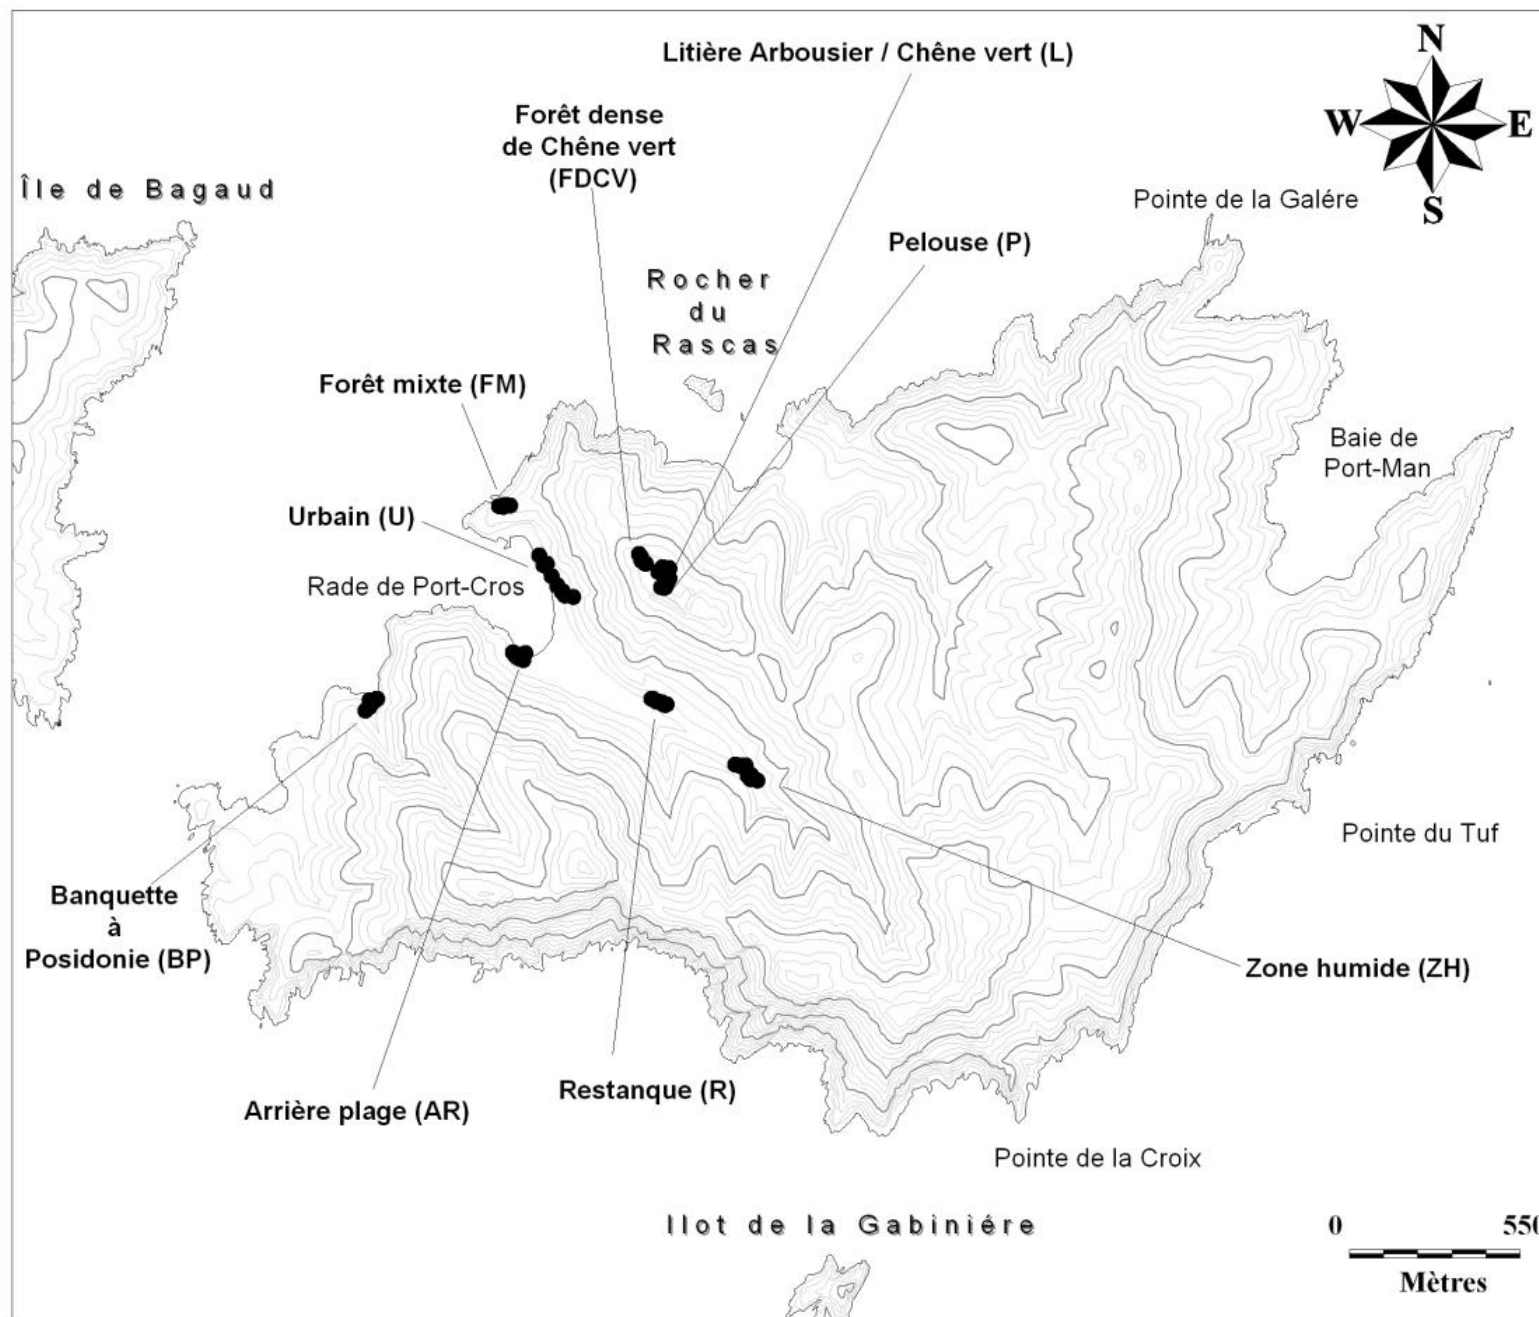 Litière Arbousier / Chêne vert (L)
N
W
E
S
Forêt dense
de Chêne vert
(FDCV)
Île de Bagaud
Pointe de la Galére
Pelouse (P)
Rocher
du
Rascas
Forêt mixte (FM)
Baie de
Port-Man
Urbain (U)
Rade de Port-Cros
Pointe du Tuf
Banquette
à
Posidonie (BP)
Zone humide (ZH)
Restanque (R)
Arrière plage (AR)
Pointe de la Croix
Ilot de la Gabiniére
0
550
Mètres